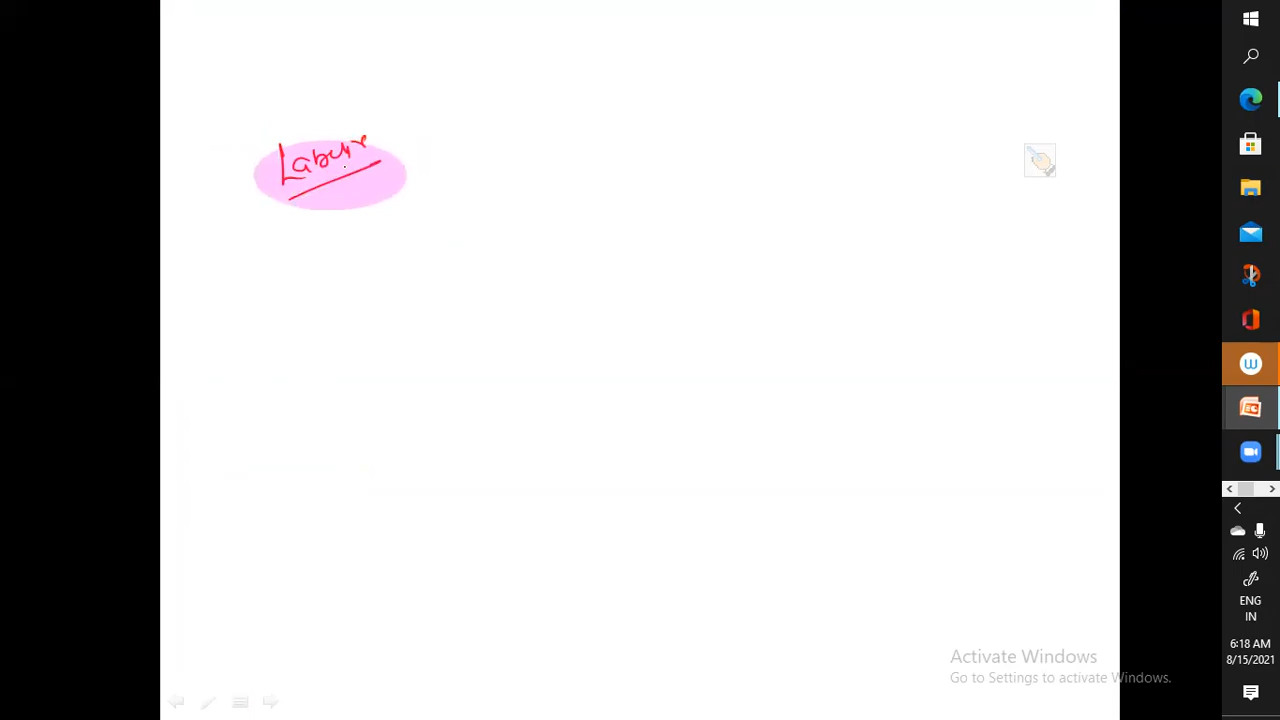 Labour
Activate Windows
Go to Settings to activate Windows.
ENG
IN
6:18 AM
8/15/2021